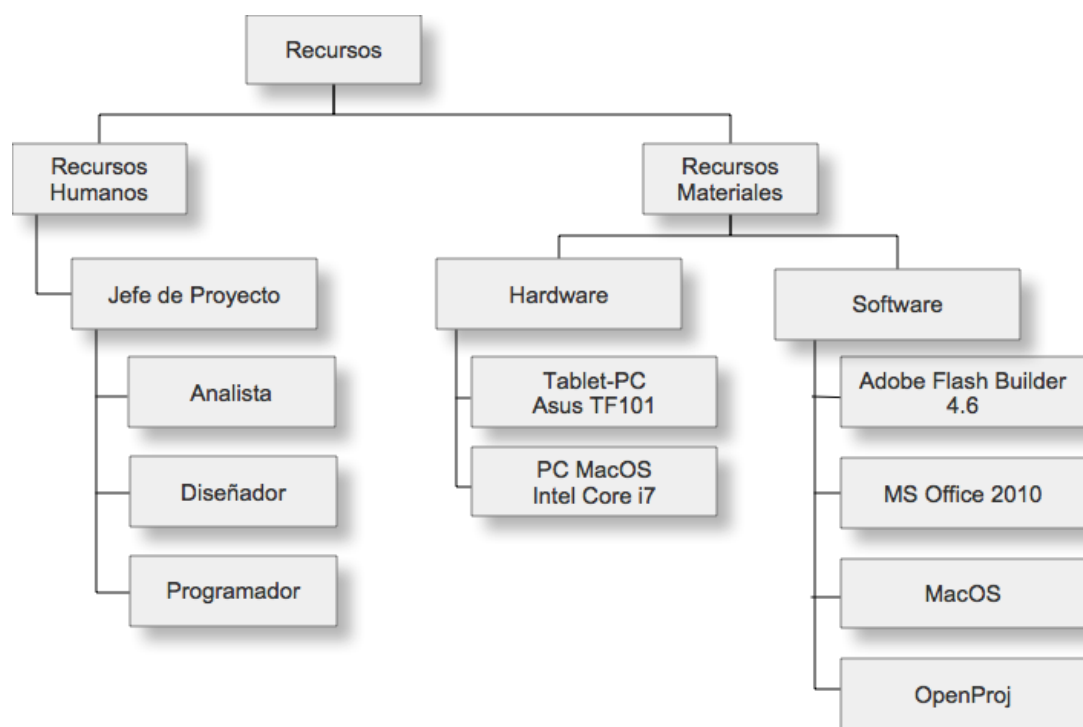 Recursos
Recursos
Humanos
Recursos
Materiales
Jefe de Proyecto
Analista
Diseñador
Programador
Hardware
Tablet-PC
Asus TF101
PC MacOS
Intel Core i7
Software
Adobe Flash Builder
4.6
MS Office 2010
MacOS
OpenProj